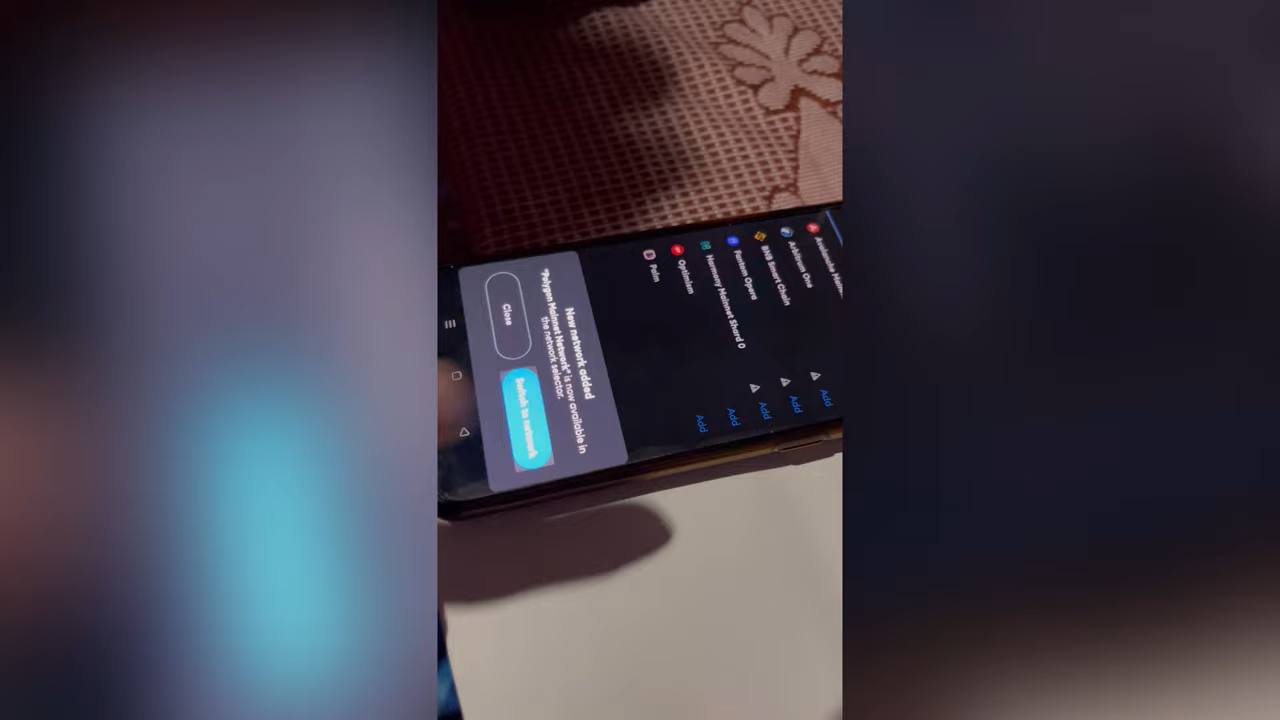 Avalanche Main
Arbitrum One
BNB Smart Chain
Fantom Opera
Harmony Mainnet Shard 0
Optimism
Palm
Add
Add
Add
Add
Add
New network added
"Polygon Mainnet Network" is now available in
the network selector.
Close
Switch to network